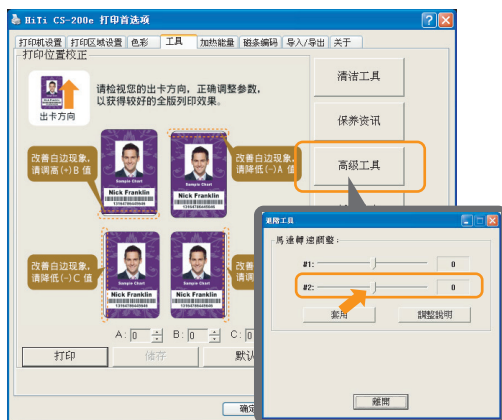 HiTi CS-200e 打印首选项
打印机设置 打印区域设置 色彩 工具 加热能量 磁条编码 导入/导出 关于
打印位置校正
出卡方向
请检视您的出卡方向，正确调整参数，
以获得较好的全版列印效果。
清洁工具
保养资讯
高级工具
改善白边现象，
请调高(+)B 值
Sample Chart
Nick Franklin
13164786445946
Sample Chart
Nick Franklin
13164786445946
改善白边现象，
请降低(-)A 值
改善白边现象，
请降低(-)C 值
Sample Chart
Nick Franklin
13164786445946
Sample Chart
Nick Franklin
13164786445946
改善
请调
A: 0 B: 0 C: 0
打印 储存 默认
确定
進階工具
馬達轉速調整：
#1: 0
#2: 0
套用 調整說明
離開